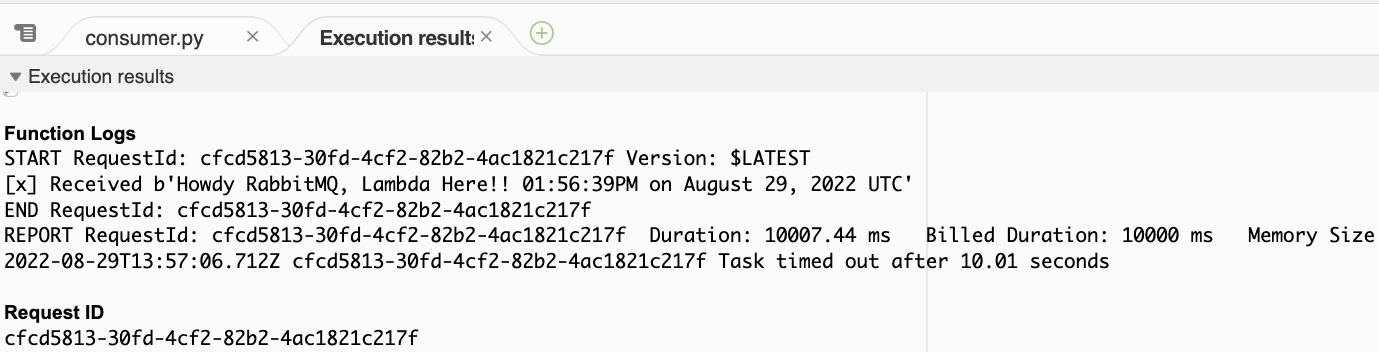 consumer.py
Execution results
Execution results
Function Logs
START RequestId: cfcd5813-30fd-4cf2-82b2-4ac1821c217f Version: $LATEST
[x] Received b'Howdy RabbitMQ, Lambda Here!! 01:56:39PM on August 29, 2022 UTC'
END RequestId: cfcd5813-30fd-4cf2-82b2-4ac1821c217f
REPORT RequestId: cfcd5813-30fd-4cf2-82b2-4ac1821c217f Duration: 10007.44 ms Billed Duration: 10000 ms Memory Size
2022-08-29T13:57:06.712Z cfcd5813-30fd-4cf2-82b2-4ac1821c217f Task timed out after 10.01 seconds
Request ID
cfcd5813-30fd-4cf2-82b2-4ac1821c217f